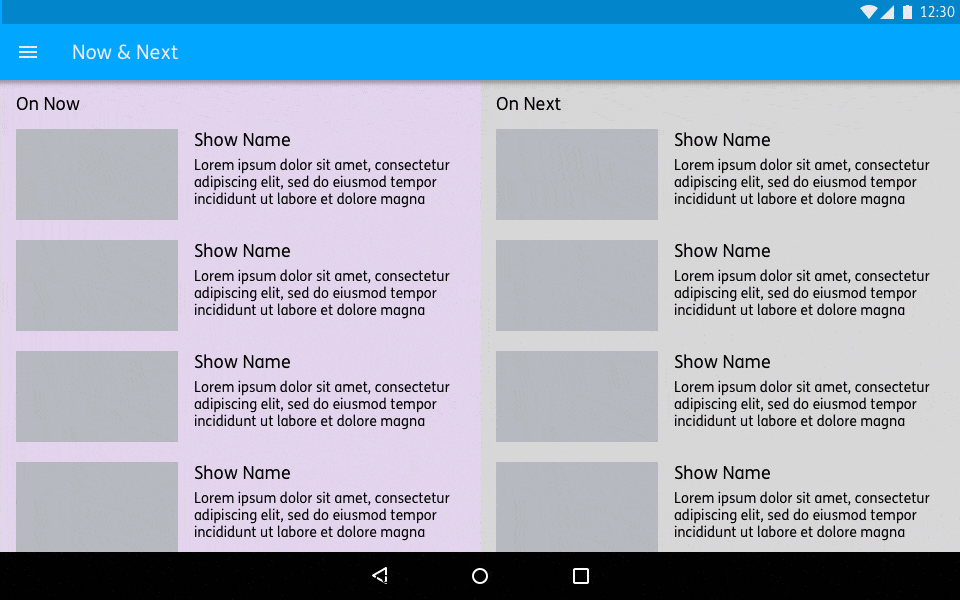 12:30
Now & Next
On Now
Show Name
Lorem ipsum dolor sit amet, consectetur
adipiscing elit, sed do eiusmod tempor
incididunt ut labore et dolore magna
Show Name
Lorem ipsum dolor sit amet, consectetur
adipiscing elit, sed do eiusmod tempor
incididunt ut labore et dolore magna
Show Name
Lorem ipsum dolor sit amet, consectetur
adipiscing elit, sed do eiusmod tempor
incididunt ut labore et dolore magna
Show Name
Lorem ipsum dolor sit amet, consectetur
adipiscing elit, sed do eiusmod tempor
incididunt ut labore et dolore magna
On Next
Show Name
Lorem ipsum dolor sit amet, consectetur
adipiscing elit, sed do eiusmod tempor
incididunt ut labore et dolore magna
Show Name
Lorem ipsum dolor sit amet, consectetur
adipiscing elit, sed do eiusmod tempor
incididunt ut labore et dolore magna
Show Name
Lorem ipsum dolor sit amet, consectetur
adipiscing elit, sed do eiusmod tempor
incididunt ut labore et dolore magna
Show Name
Lorem ipsum dolor sit amet, consectetur
adipiscing elit, sed do eiusmod tempor
incididunt ut labore et dolore magna